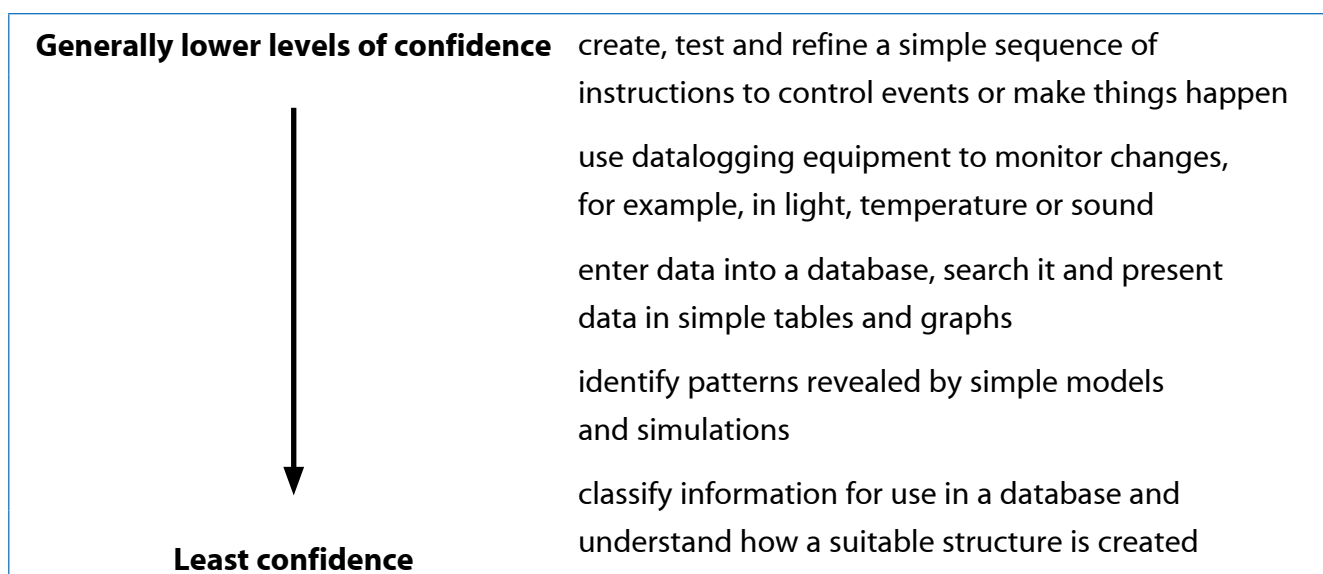 Generally lower levels of confidence
create, test and refine a simple sequence of
instructions to control events or make things happen
use datalogging equipment to monitor changes,
for example, in light, temperature or sound
enter data into a database, search it and present
data in simple tables and graphs
identify patterns revealed by simple models
and simulations
classify information for use in a database and
understand how a suitable structure is created
Least confidence